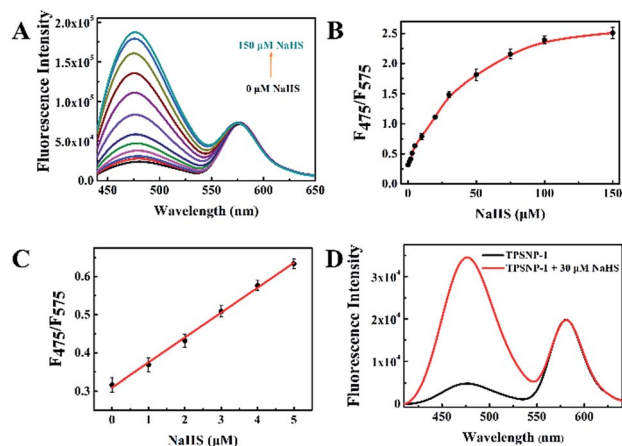 A
Fluorescence Intensity
2.0x10⁵
1.5x10⁵
1.0x10⁵
5.0x10⁴
0.0
150 μM NaHS
0 μM NaHS
450 500 550 600 650
Wavelength (nm)
B
F475/F575
2.5
2.0
1.5
1.0
0.5
0.0
0 50 100 150
NaHS (μM)
C
F475/F575
0.6
0.5
0.4
0.3
0 1 2 3 4 5
NaHS (μM)
D
Fluorescence Intensity
3x10⁴
2x10⁴
1x10⁴
0
TPSNP-1
TPSNP-1 + 30 μM NaHS
450 500 550 600
Wavelength (nm)